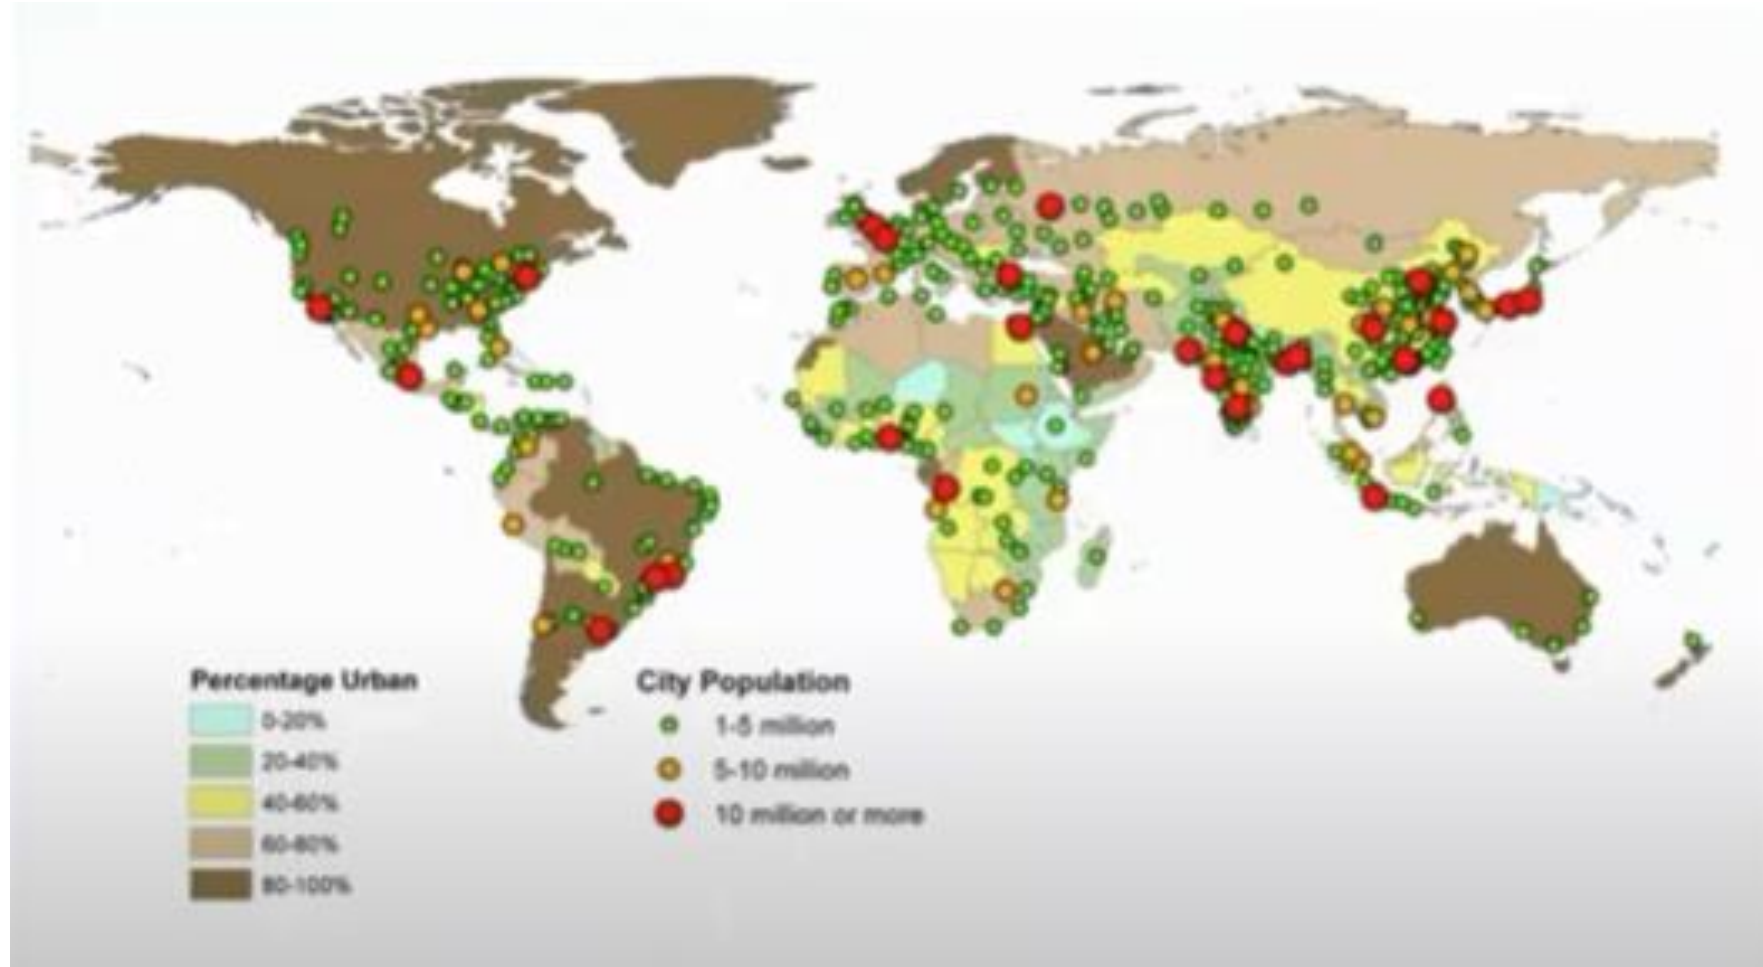 Percentage Urban
0-20%
20-40%
40-60%
60-80%
80-100%
City Population
1-5 million
5-10 million
10 million or more